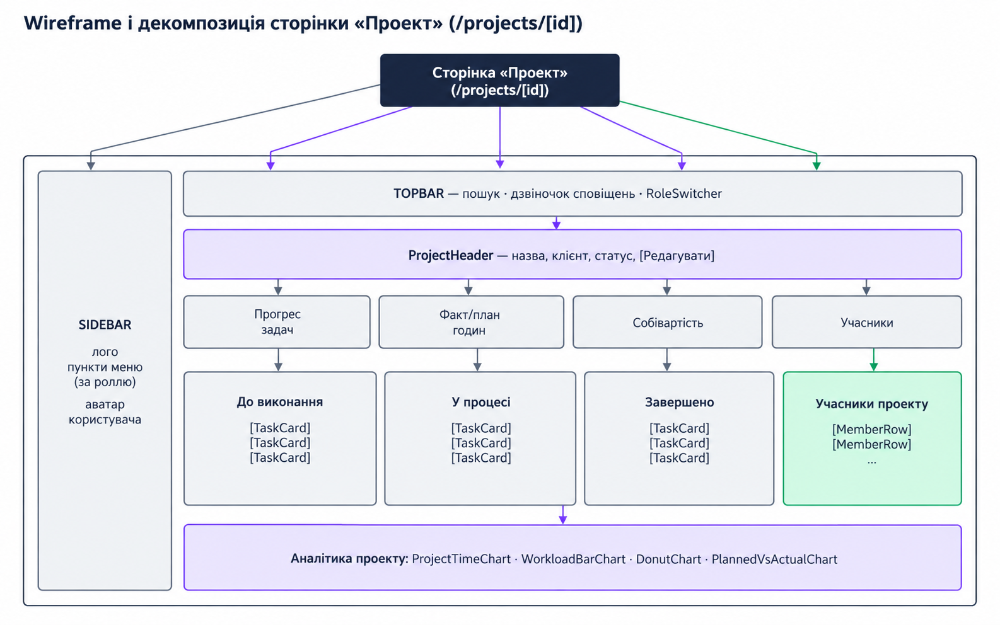 Wireframe і декомпозиція сторінки «Проект» (/projects/[id])
Сторінка «Проект»
(/projects/[id])
TOPBAR — пошук · дзвіночок сповіщень · RoleSwitcher
ProjectHeader — назва, клієнт, статус, [Редагувати]
SIDEBAR
лого
пункти меню
(за роллю)
аватар
користувача
Прогрес
задач
Факт/план
годин
Собівартість
Учасники
До виконання
[TaskCard]
[TaskCard]
[TaskCard]
У процесі
[TaskCard]
[TaskCard]
[TaskCard]
Завершено
[TaskCard]
[TaskCard]
[TaskCard]
Учасники проекту
[MemberRow]
[MemberRow]
...
Аналітика проекту: ProjectTimeChart · WorkloadBarChart · DonutChart · PlannedVsActualChart